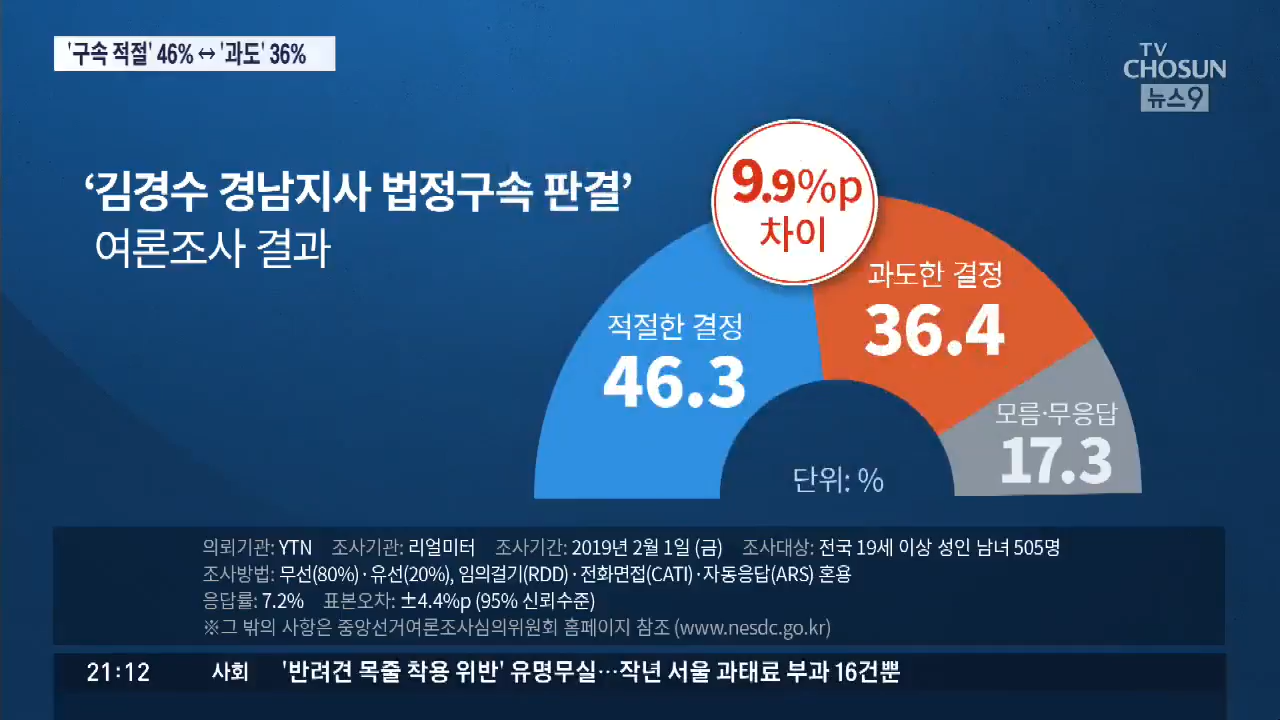 '구속 적절' 46% ↔ '과도' 36%
TV
CHOSUN
뉴스9
'김경수 경남지사 법정구속 판결'
여론조사 결과
9.9%p
차이
적절한 결정
46.3
과도한 결정
36.4
모름·무응답
17.3
단위: %
의뢰기관: YTN 조사기관: 리얼미터 조사기간: 2019년 2월 1일 (금) 조사대상: 전국 19세 이상 성인 남녀 505명
조사방법: 무선(80%)·유선(20%), 임의걸기(RDD)·전화면접(CATI)·자동응답(ARS) 혼용
응답률: 7.2% 표본오차: ±4.4%p (95% 신뢰수준)
※그 밖의 사항은 중앙선거여론조사심의위원회 홈페이지 참조 (www.nesdc.go.kr)
21:12 사회 '반려견 목줄 착용 위반' 유명무실…작년 서울 과태료 부과 16건뿐